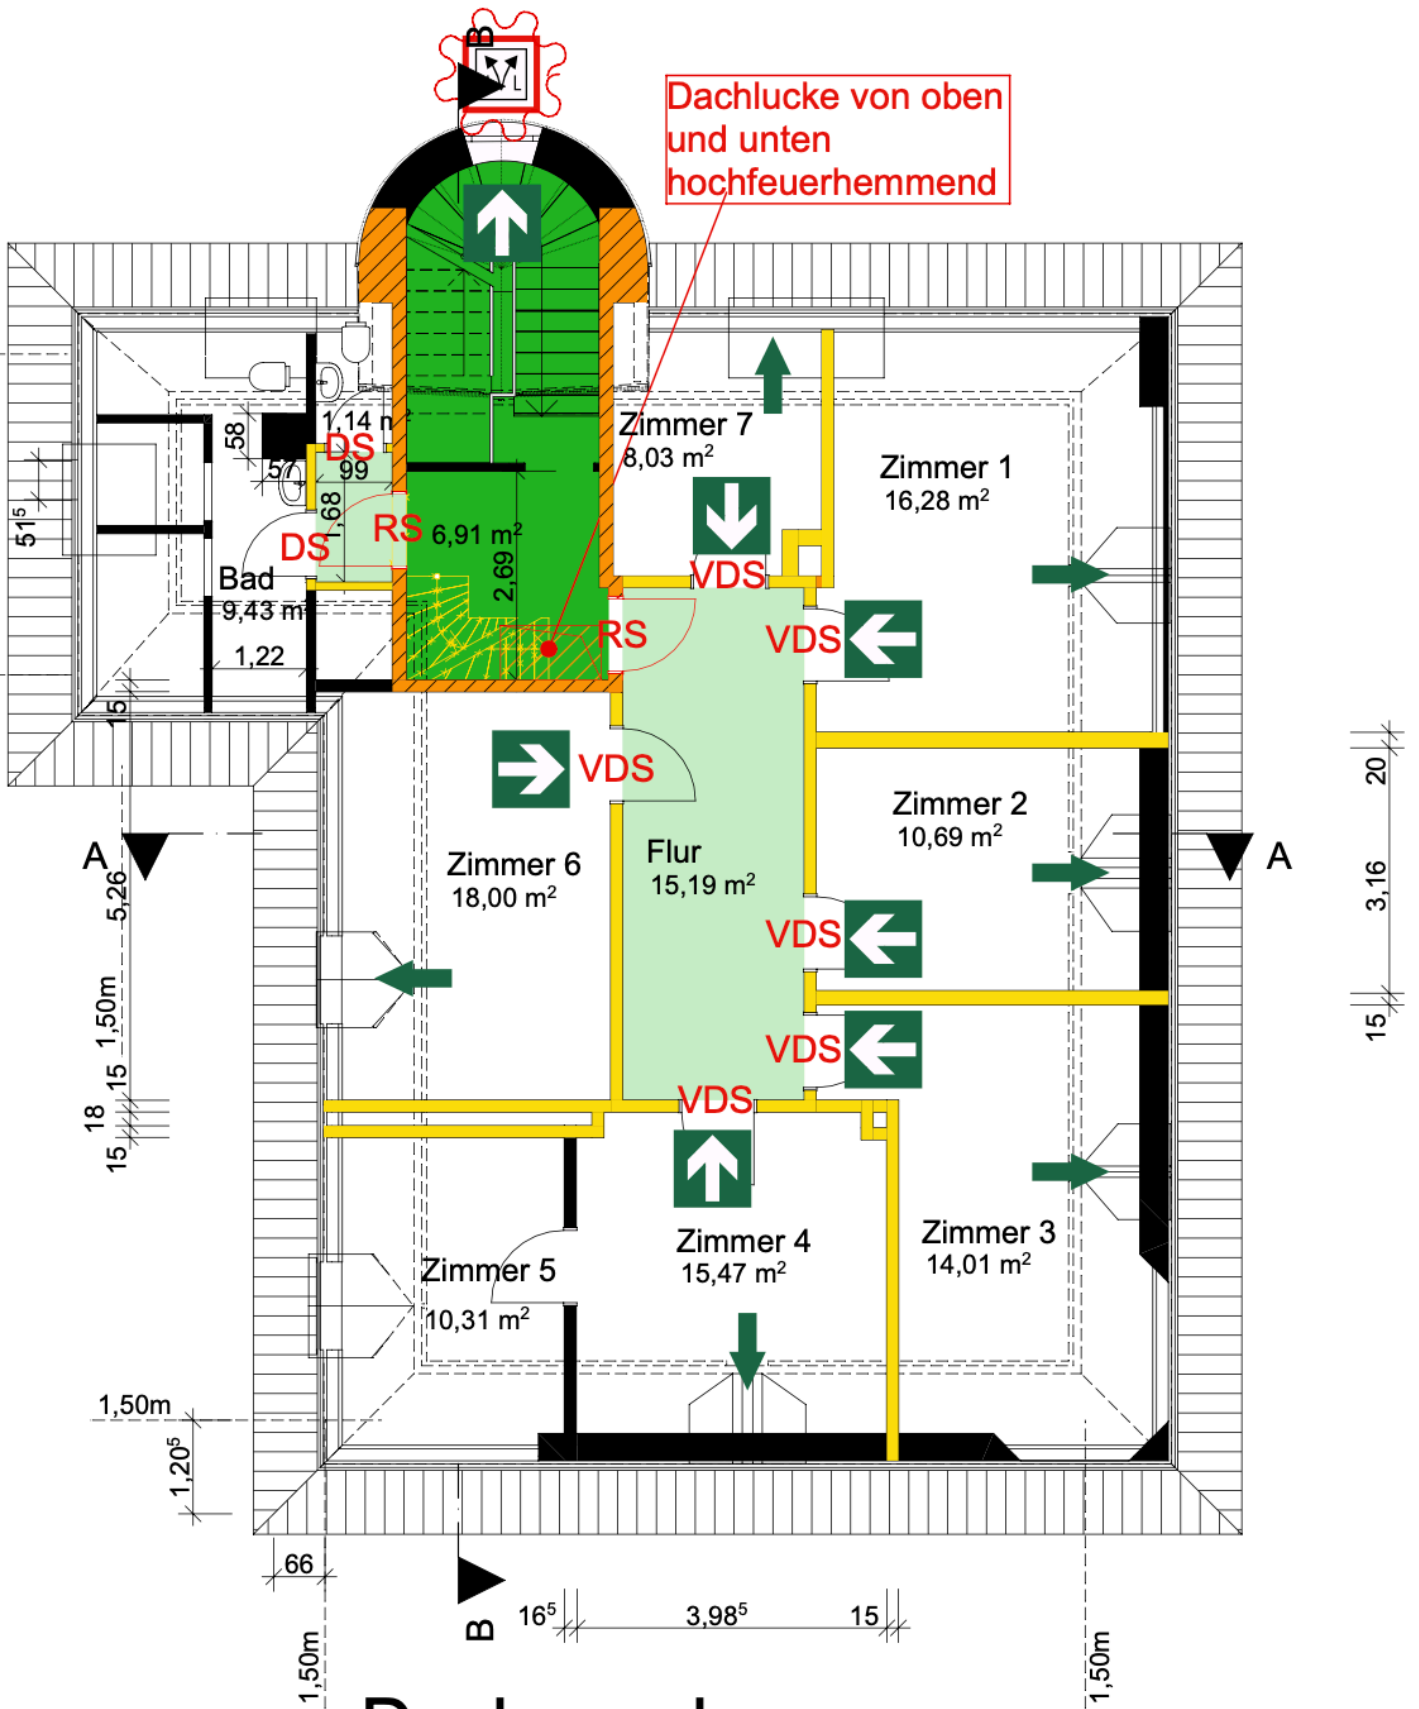 B
L
Dachlucke von oben
und unten
hochfeuerhemmend
1,14 m²
58
DS
57
99
Zimmer 7
8,03 m²
Zimmer 1
16,28 m²
51⁵
1,68
RS
6,91 m²
2,69
DS
Bad
9,43 m²
VDS
RS
VDS
1,22
15
VDS
20
Zimmer 2
10,69 m²
A
Zimmer 6
18,00 m²
Flur
15,19 m²
A
5,26
3,16
VDS
1,50m
15
VDS
15
VDS
18
15
Zimmer 4
15,47 m²
Zimmer 3
14,01 m²
Zimmer 5
10,31 m²
1,50m
1,20⁵
66
16⁵
3,98⁵
15
B
1,50m
1,50m